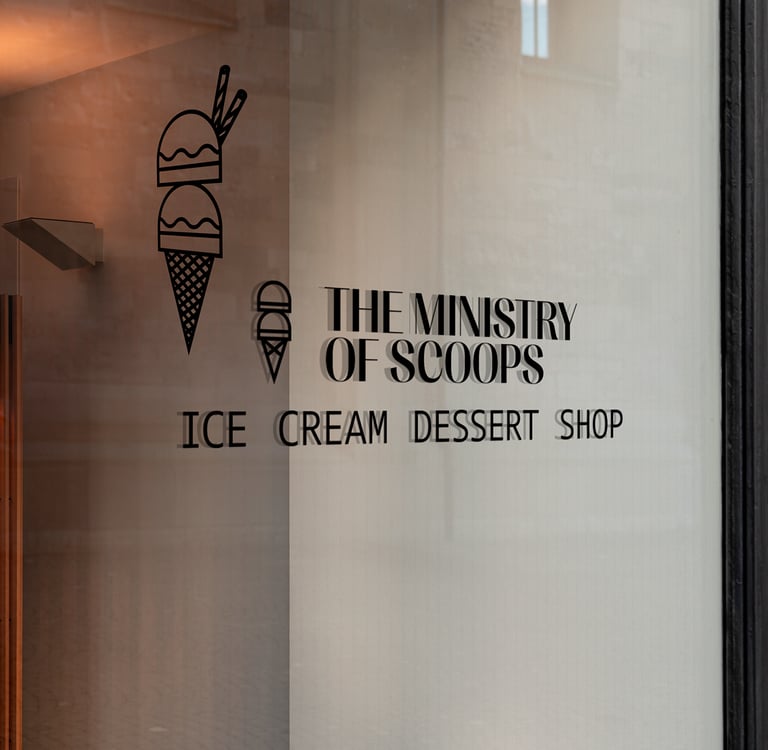 THE MINISTRY
OF SCOOPS
ICE CREAM DESSERT SHOP